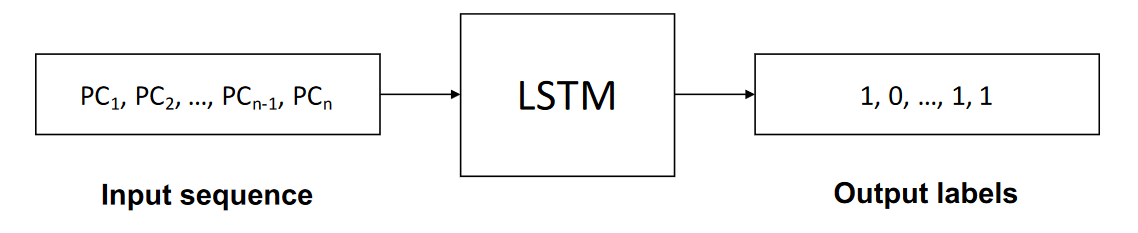 PC₁, PC₂, ..., PCₙ₋₁, PCₙ
LSTM
1, 0, ..., 1, 1
Input sequence
Output labels